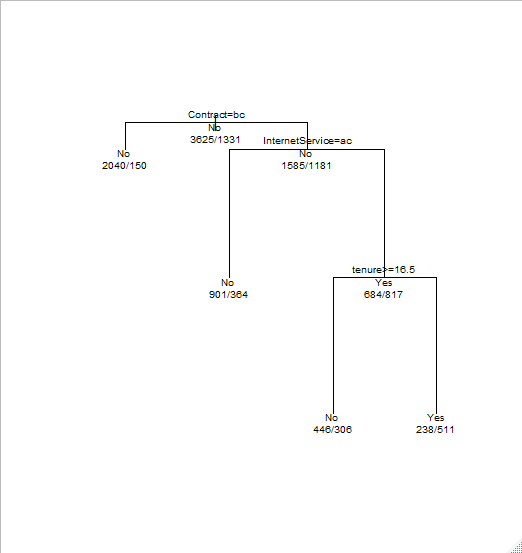 Contract=bc
No
3625/1331
InternetService=ac
No
2040/150
No
1585/1181
tenure>=16.5
No
901/364
Yes
684/817
No
446/306
Yes
238/511